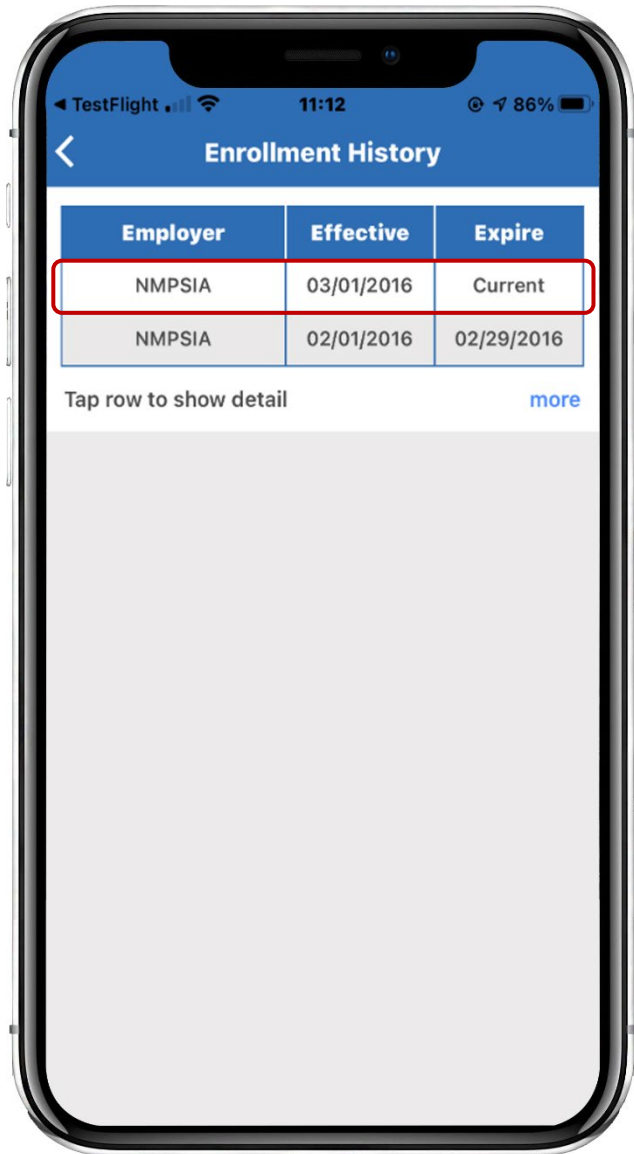 TestFlight 11:12 86%
Enrollment History
Employer Effective Expire
NMPSIA 03/01/2016 Current
NMPSIA 02/01/2016 02/29/2016
Tap row to show detail more